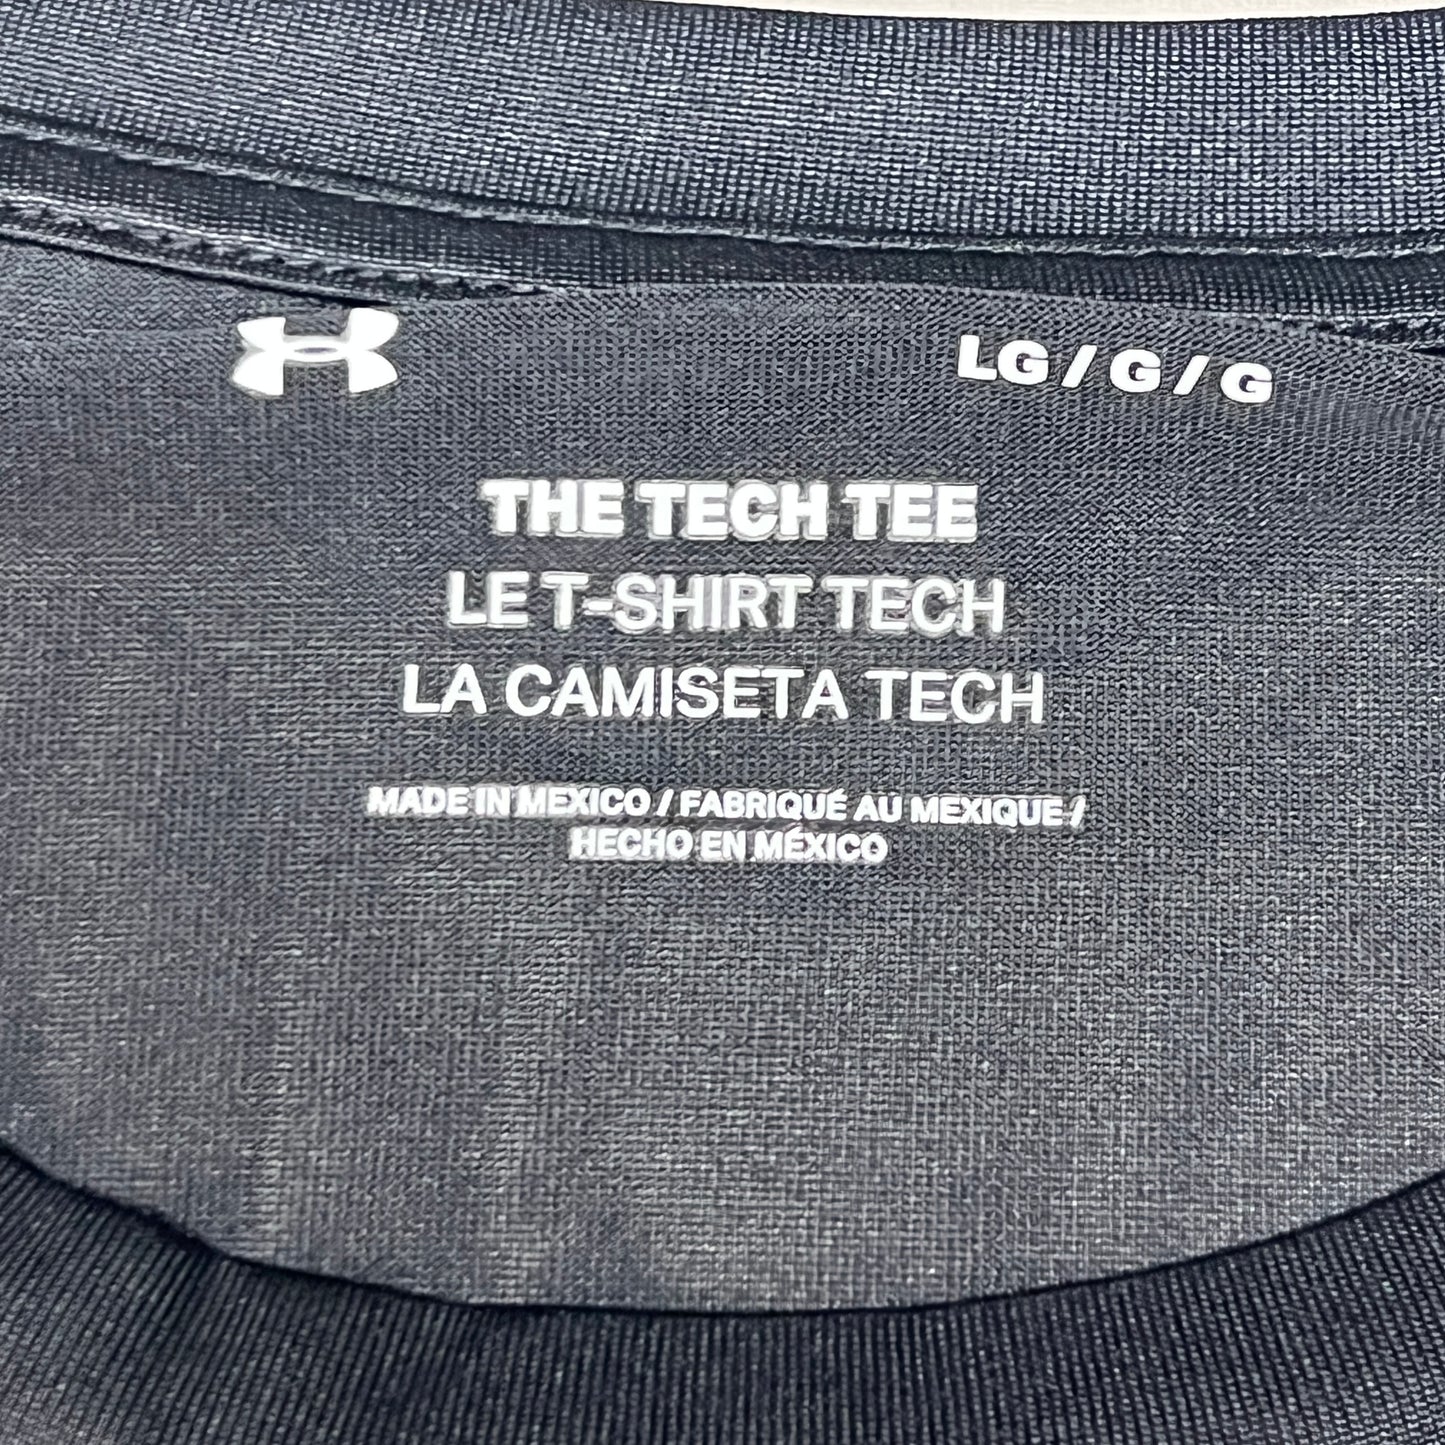 LG / G / G
THE TECH TEE
LE T-SHIRT TECH
LA CAMISETA TECH
MADE IN MEXICO / FABRIQUÉ AU MEXIQUE /
HECHO EN MÉXICO